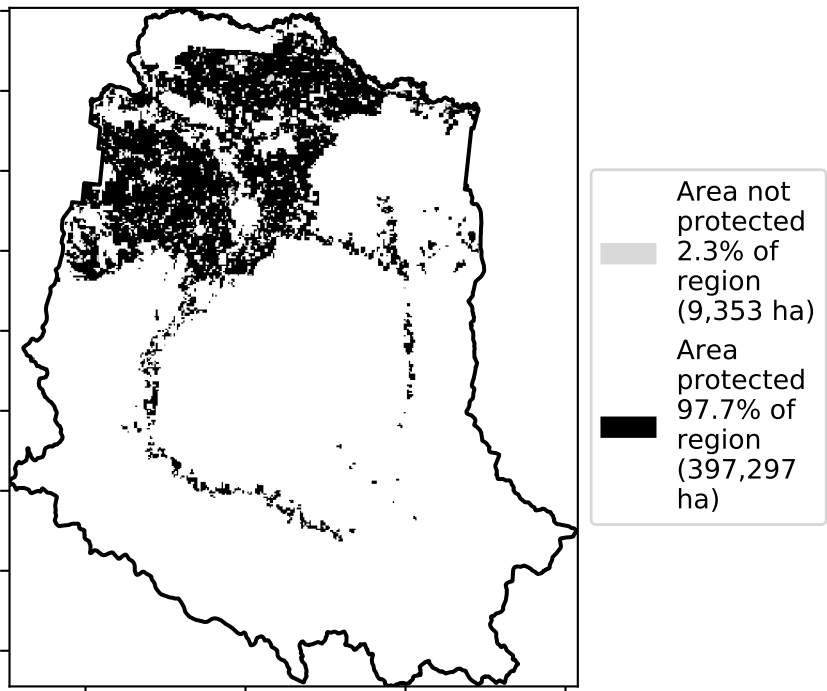 Area not
protected
2.3% of
region
(9,353 ha)
Area
protected
97.7% of
region
(397,297
ha)